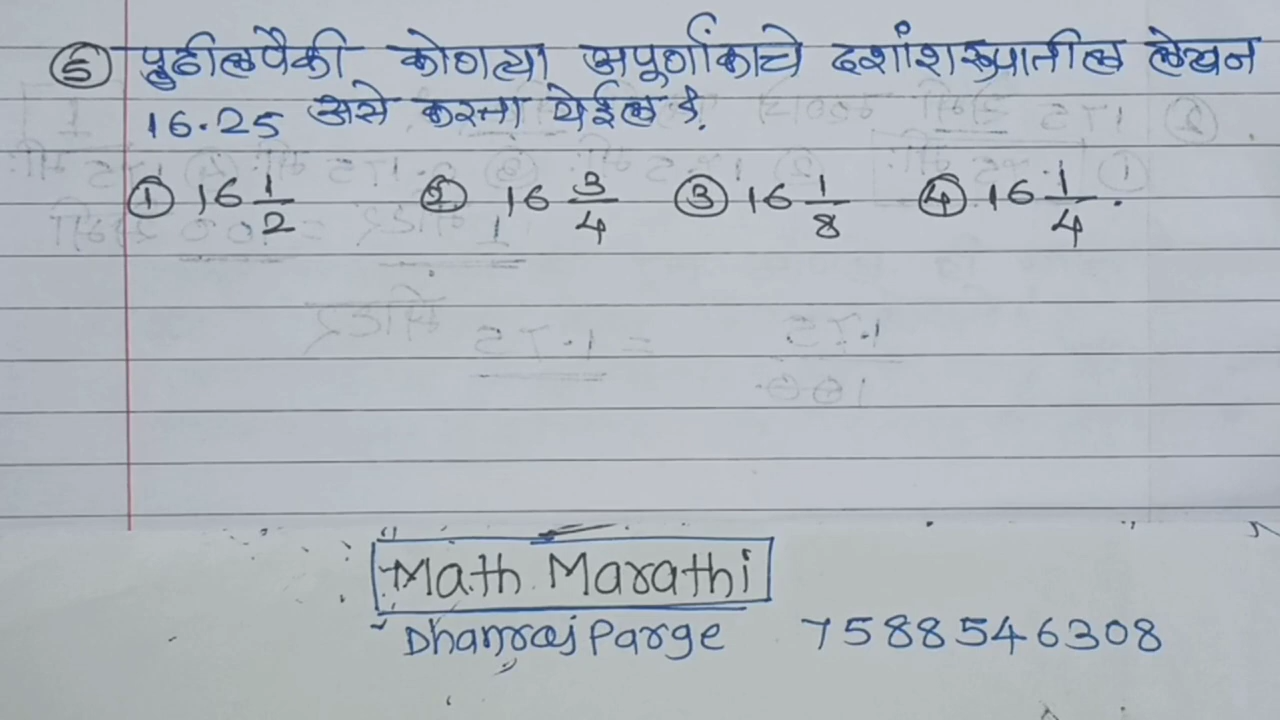 ⑤ पुढीलपैकी कोणत्या अपूर्णांकाचे दशांशरूपातील लेखन
16.25 असे करता येईल ?
① 16 1/2 ② 16 3/4 ③ 16 1/8 ④ 16 1/4.
Math Marathi
Dhanraj Parge 7588546308